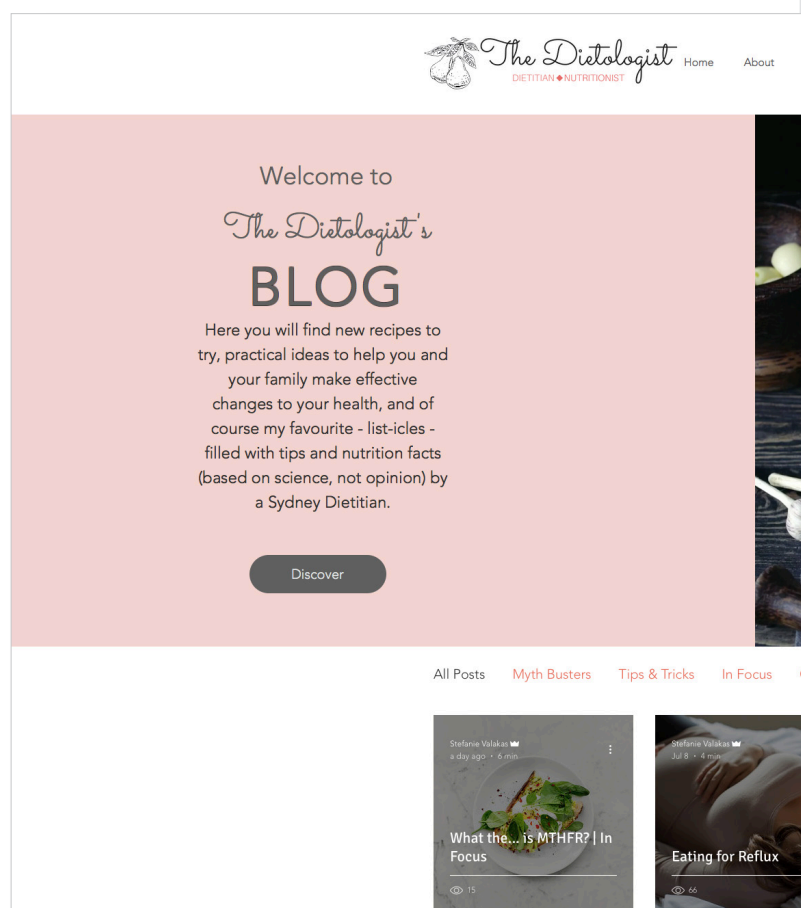 The Dietologist
DIETITIAN◆NUTRITIONIST
Home About
Welcome to
The Dietologist's
BLOG
Here you will find new recipes to
try, practical ideas to help you and
your family make effective
changes to your health, and of
course my favourite - list-icles -
filled with tips and nutrition facts
(based on science, not opinion) by
a Sydney Dietitian.
Discover
All Posts Myth Busters Tips & Tricks In Focus
Stefanie Valakas
a day ago · 6 min
What the... is MTHFR? | In
Focus
15
Stefanie Valakas
Jul 8 · 4 min
Eating for Reflux
66